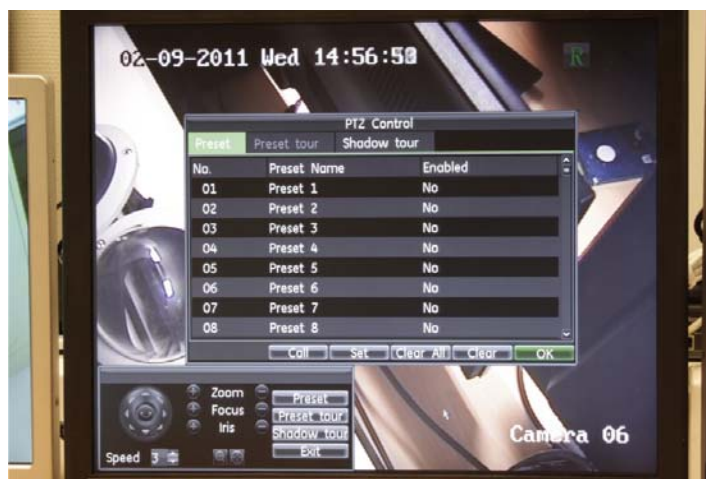 02-09-2011 Wed 14:56:50
R
PTZ Control
Preset Preset tour Shadow tour
No. Preset Name Enabled
01 Preset 1 No
02 Preset 2 No
03 Preset 3 No
04 Preset 4 No
05 Preset 5 No
06 Preset 6 No
07 Preset 7 No
08 Preset 8 No
Call Set Clear All Clear OK
Zoom
Focus
Iris
Preset
Preset tour
Shadow tour
Exit
Speed 3
Camera 06